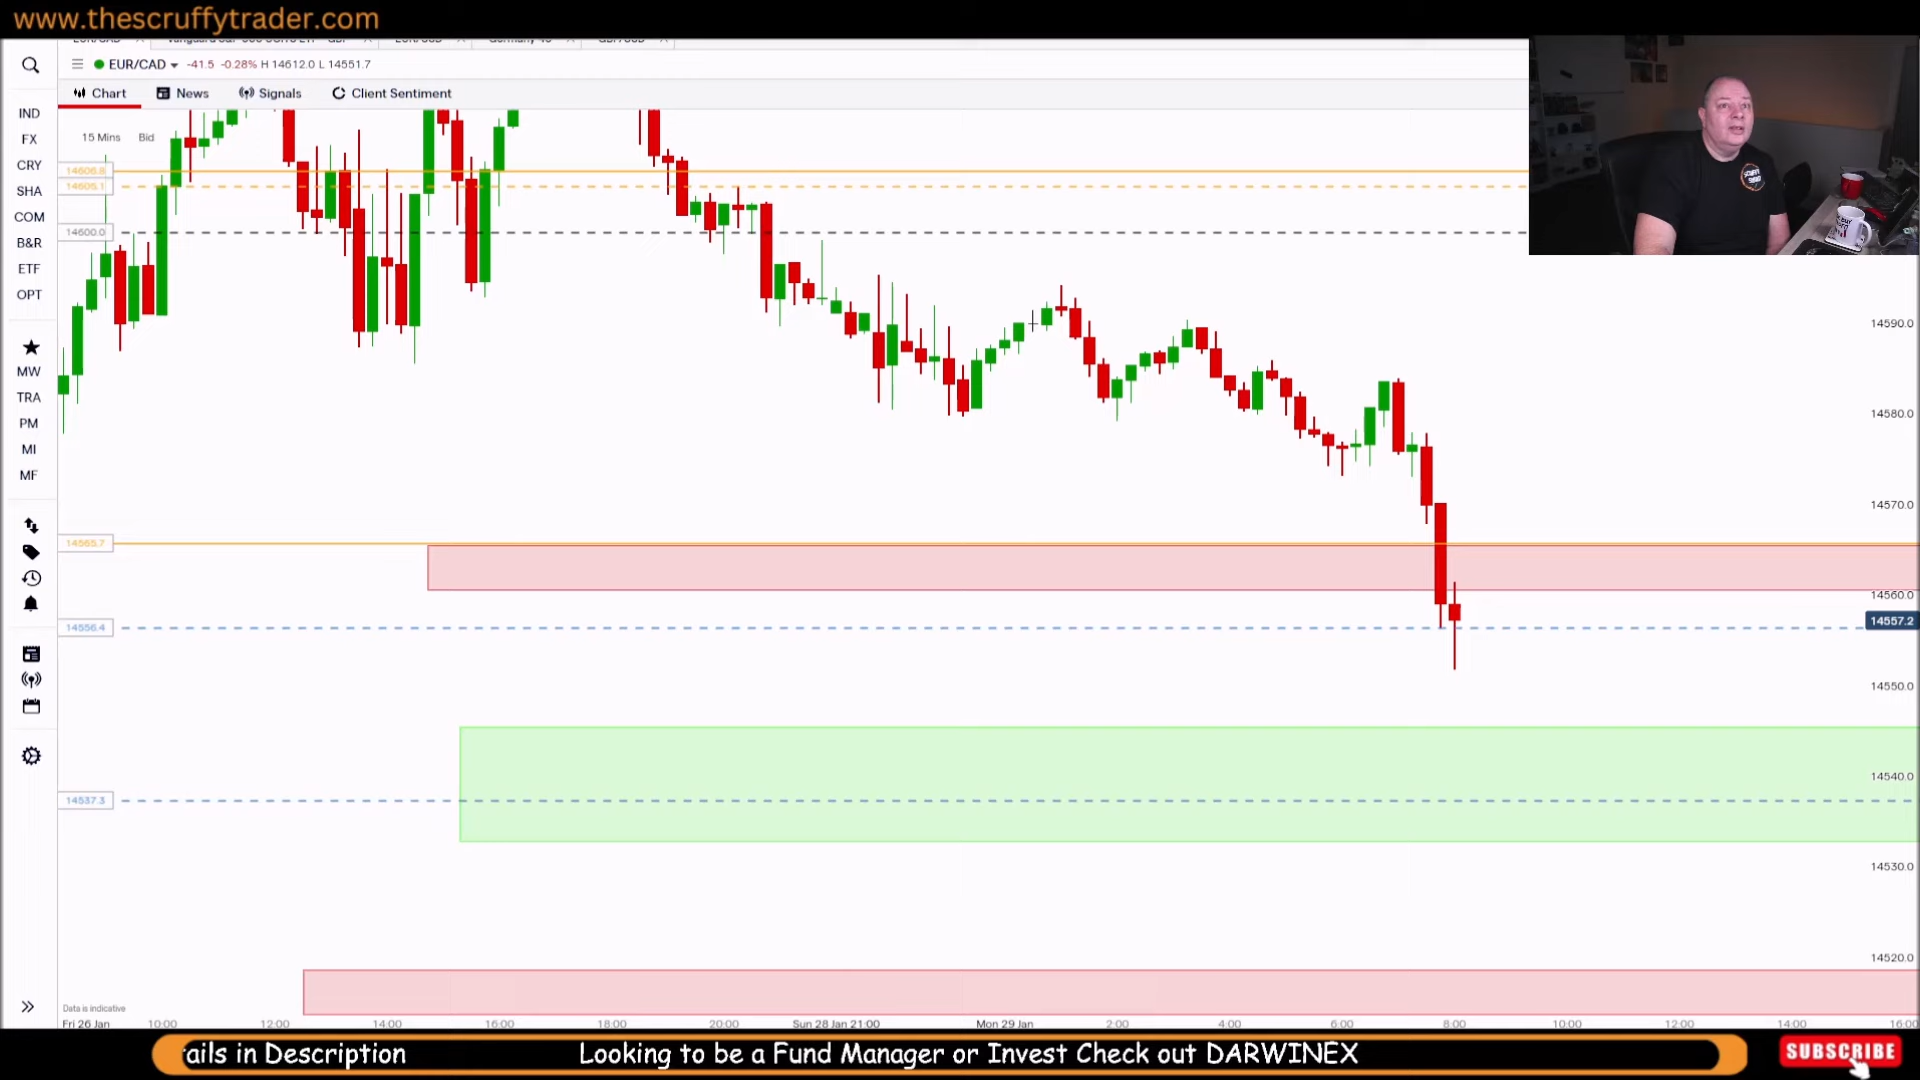 www.thescruffytrader.com
EUR/CAD -41.5 -0.28% H 14612.0 L 14551.7
Chart News Signals Client Sentiment
15 Mins Bid
IND
FX
CRY
SHA
COM
B&R
ETF
OPT
MW
TRA
PM
MI
MF
14606.8
14605.1
14600.0
14565.7
14556.4
14537.3
14590.0
14580.0
14570.0
14560.0
14557.2
14550.0
14540.0
14530.0
14520.0
Data is indicative
Fri 26 Jan 10:00 12:00 14:00 16:00 18:00 20:00 Sun 28 Jan 21:00 Mon 29 Jan 2:00 4:00 6:00 8:00 10:00 12:00 14:00 16:00
ails in Description Looking to be a Fund Manager or Invest Check out DARWINEX
SUBSCRIBE